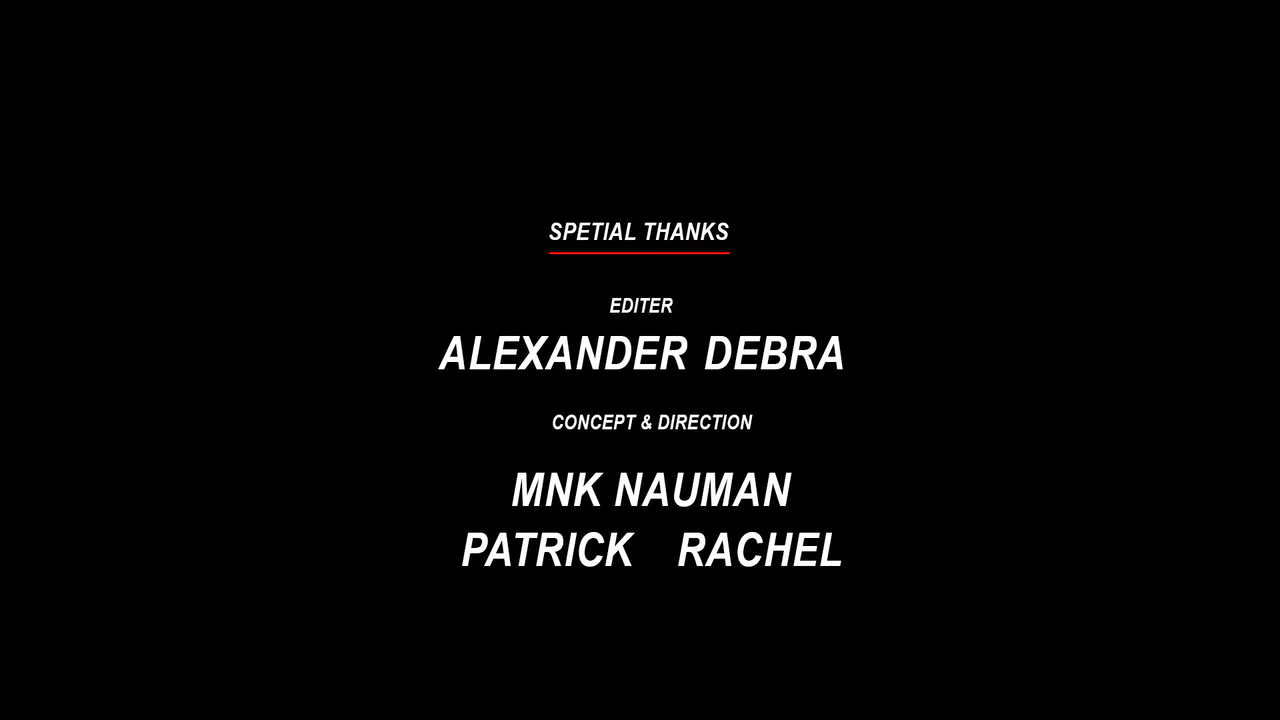 SPETIAL THANKS
EDITER
ALEXANDER DEBRA
CONCEPT & DIRECTION
MNK NAUMAN
PATRICK RACHEL